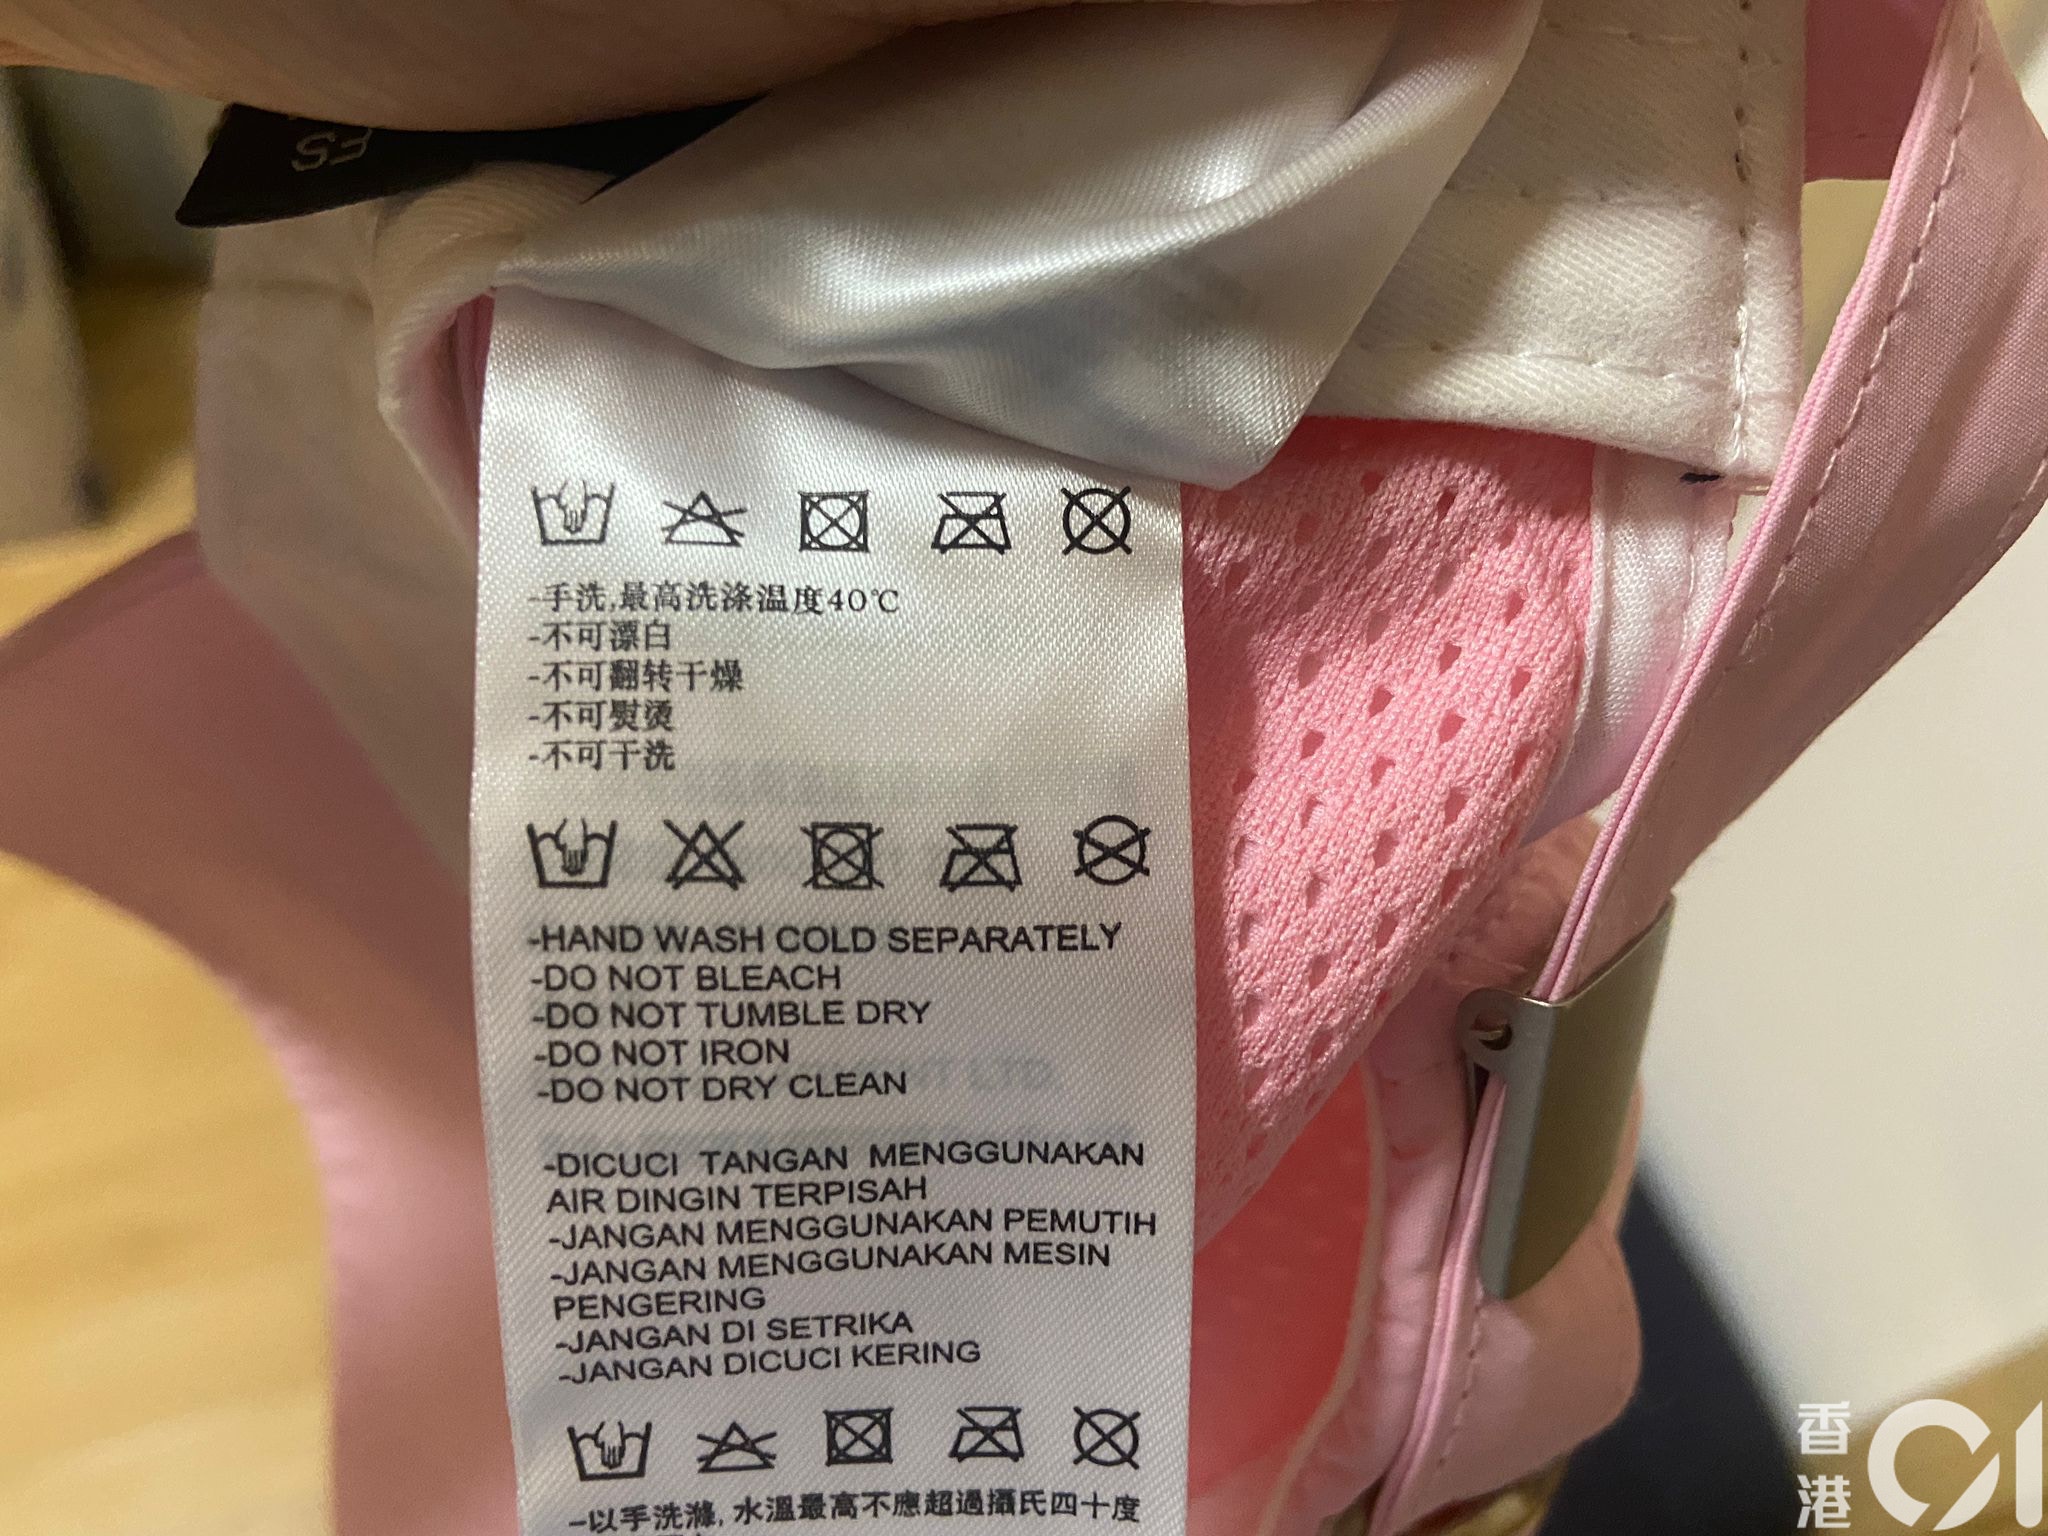 ES
-手洗,最高洗涤温度40℃
-不可漂白
-不可翻转干燥
-不可熨烫
-不可干洗
-HAND WASH COLD SEPARATELY
-DO NOT BLEACH
-DO NOT TUMBLE DRY
-DO NOT IRON
-DO NOT DRY CLEAN
-DICUCI TANGAN MENGGUNAKAN
AIR DINGIN TERPISAH
-JANGAN MENGGUNAKAN PEMUTIH
-JANGAN MENGGUNAKAN MESIN
PENGERING
-JANGAN DI SETRIKA
-JANGAN DICUCI KERING
-以手洗滌, 水溫最高不應超過攝氏四十度
香港01